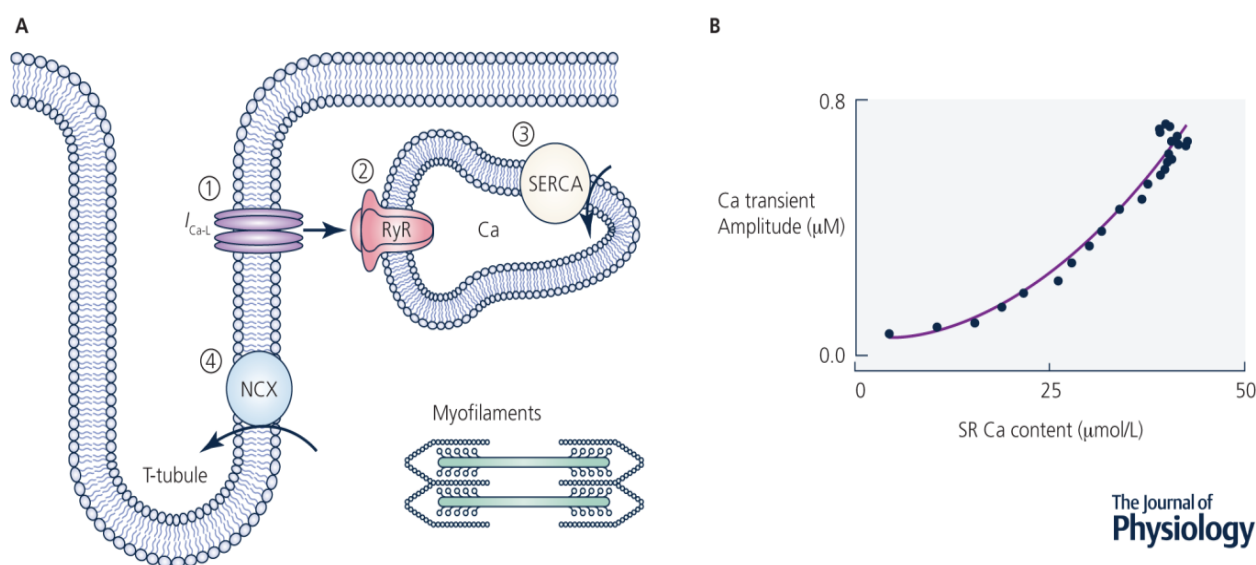 A
①
I Ca-L
②
RyR
Ca
③
SERCA
④
NCX
T-tubule
Myofilaments
B
0.8
Ca transient
Amplitude (μM)
0.0
0
25
50
SR Ca content (μmol/L)
The Journal of
Physiology